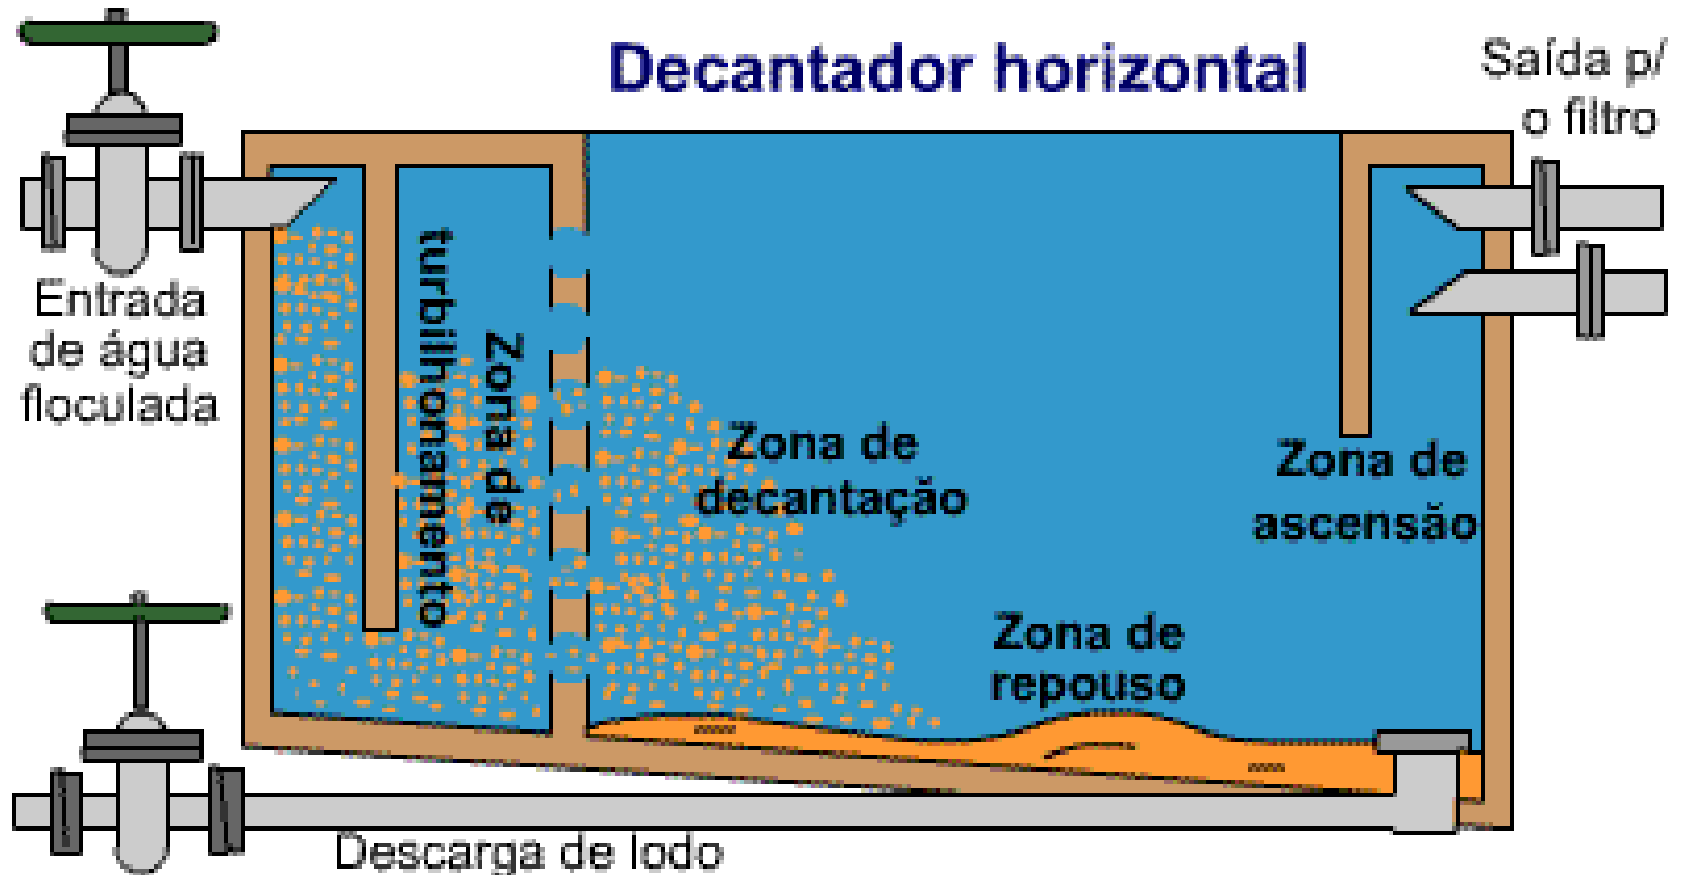 Decantador horizontal
Saída p/
o filtro
Entrada
de água
floculada
Zona de
turbilhonamento
Zona de
decantação
Zona de
ascensão
Zona de
repouso
Descarga de lodo